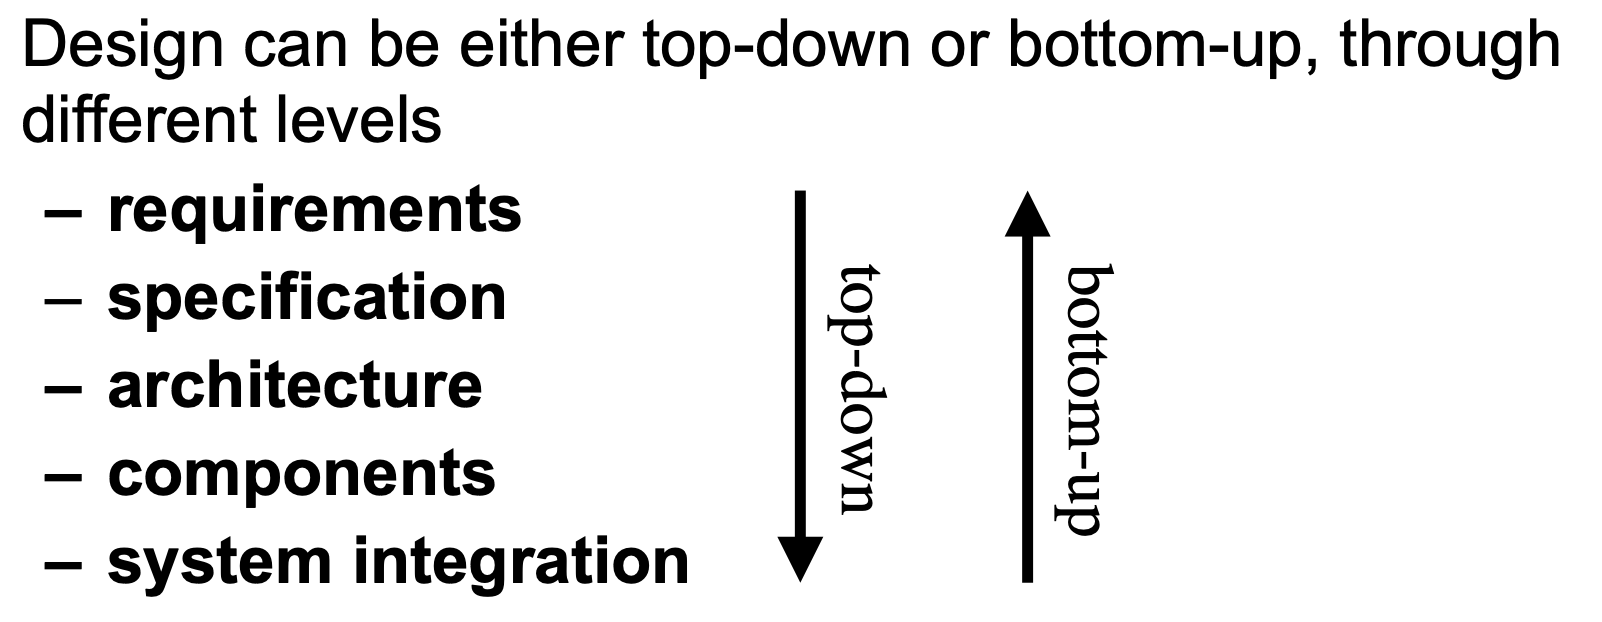 Design can be either top-down or bottom-up, through
different levels
– requirements
– specification
– architecture
– components
– system integration
top-down
bottom-up